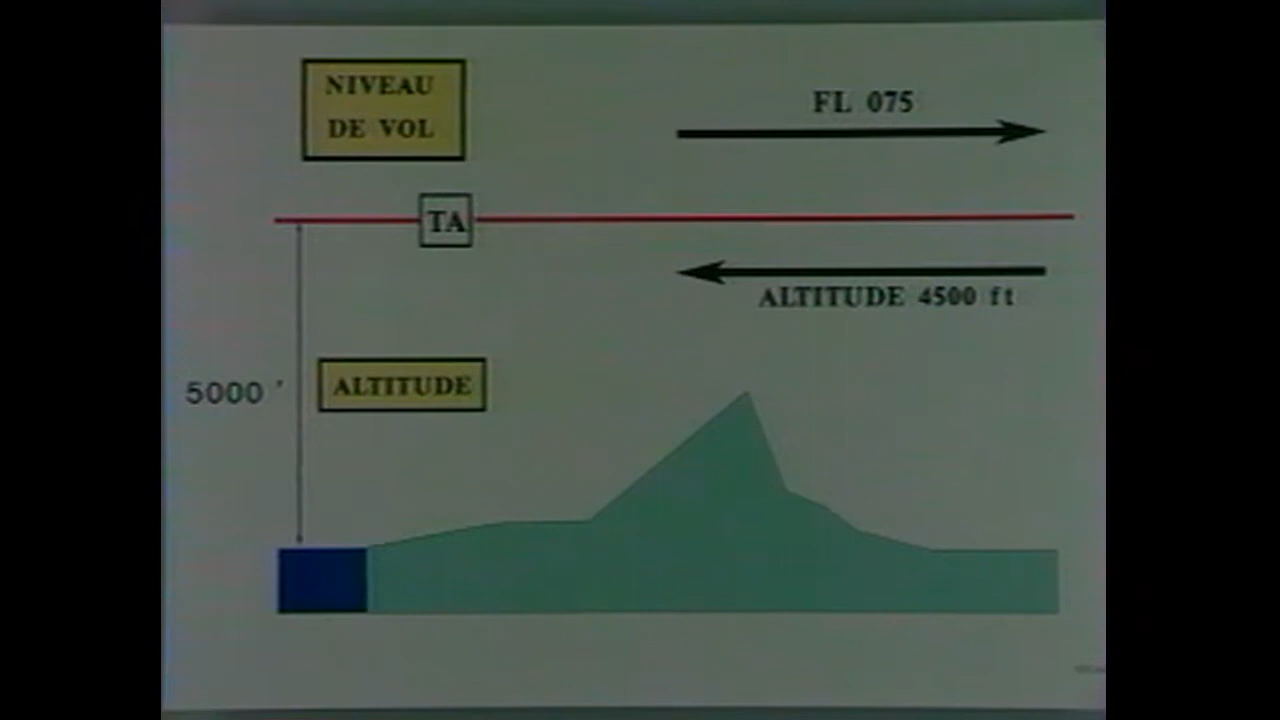 NIVEAU
DE VOL
FL 075
TA
ALTITUDE 4500 ft
5000 '
ALTITUDE